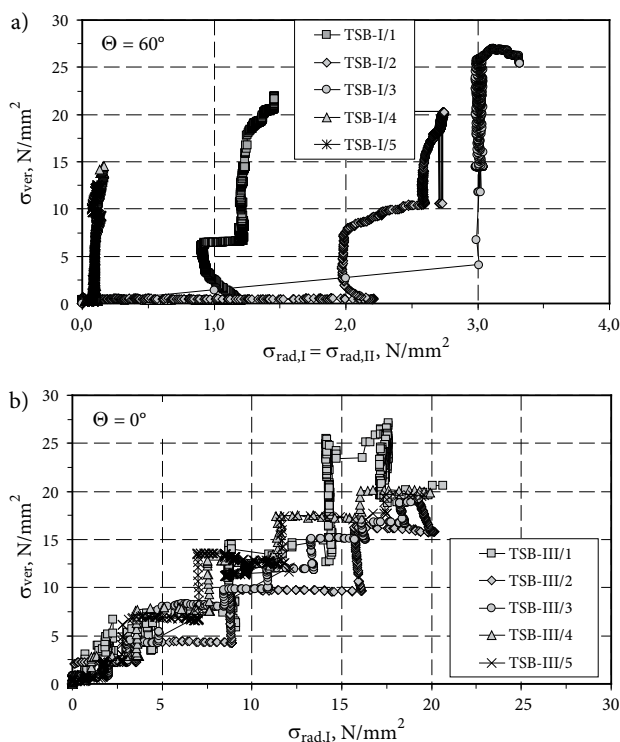 a)
Θ = 60°
TSB-I/1
TSB-I/2
TSB-I/3
TSB-I/4
TSB-I/5
σver, N/mm²
30
25
20
15
10
5
0
0,0 1,0 2,0 3,0 4,0
σrad,I = σrad,II, N/mm²
b)
Θ = 0°
TSB-III/1
TSB-III/2
TSB-III/3
TSB-III/4
TSB-III/5
σver, N/mm²
30
25
20
15
10
5
0
0 5 10 15 20 25 30
σrad,I, N/mm²